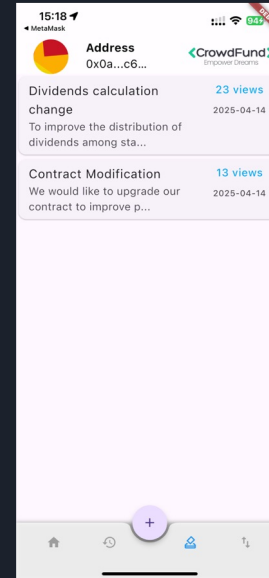 15:18
◀ MetaMask
94+
Address
0x0a...c6...
CrowdFund
Empower Dreams
Dividends calculation
change
23 views
2025-04-14
To improve the distribution of
dividends among sta...
Contract Modification
13 views
2025-04-14
We would like to upgrade our
contract to improve p...